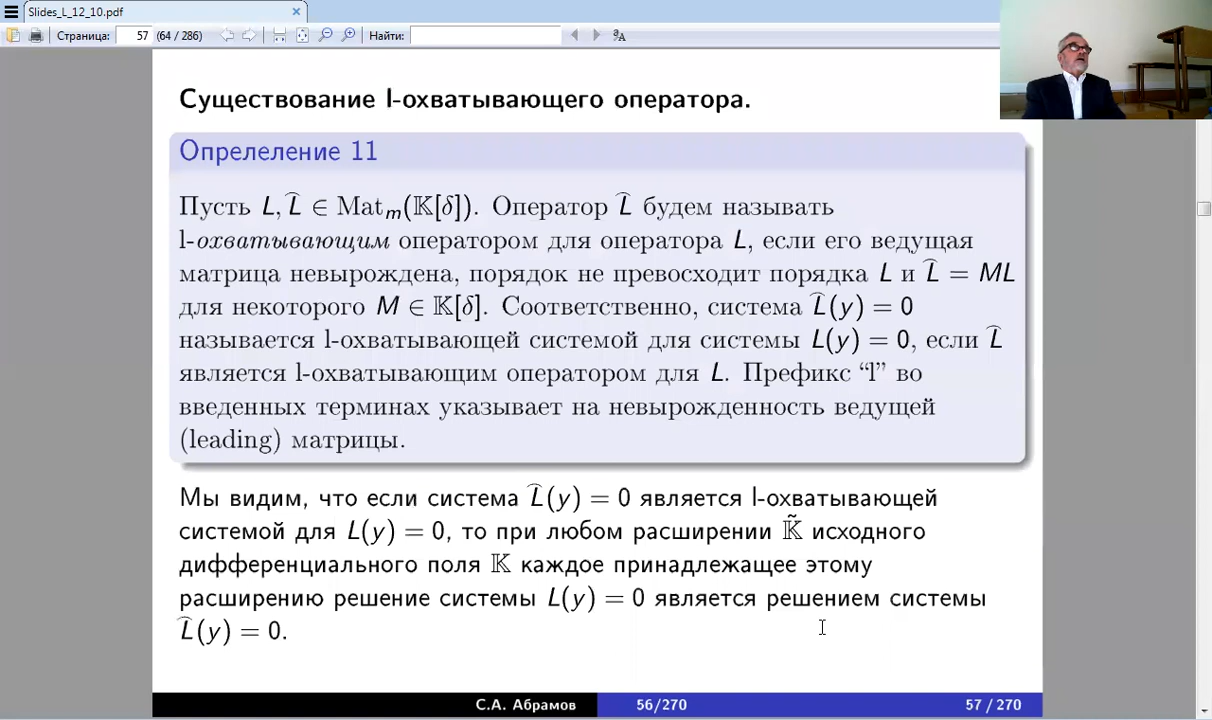 Slides_L_12_10.pdf ×
Страница: 57 (64 / 286) Найти:
Существование l-охватывающего оператора.
Опрелеление 11
Пусть L, L̂ ∈ Mat_m(𝕂[δ]). Оператор L̂ будем называть
l-охватывающим оператором для оператора L, если его ведущая
матрица невырождена, порядок не превосходит порядка L и L̂ = ML
для некоторого M ∈ 𝕂[δ]. Соответственно, система L̂(y) = 0
называется l-охватывающей системой для системы L(y) = 0, если L̂
является l-охватывающим оператором для L. Префикс “l” во
введенных терминах указывает на невырожденность ведущей
(leading) матрицы.
Мы видим, что если система L̂(y) = 0 является l-охватывающей
системой для L(y) = 0, то при любом расширении 𝕂̃ исходного
дифференциального поля 𝕂 каждое принадлежащее этому
расширению решение системы L(y) = 0 является решением системы
L̂(y) = 0.
С.А. Абрамов 56/270 57 / 270